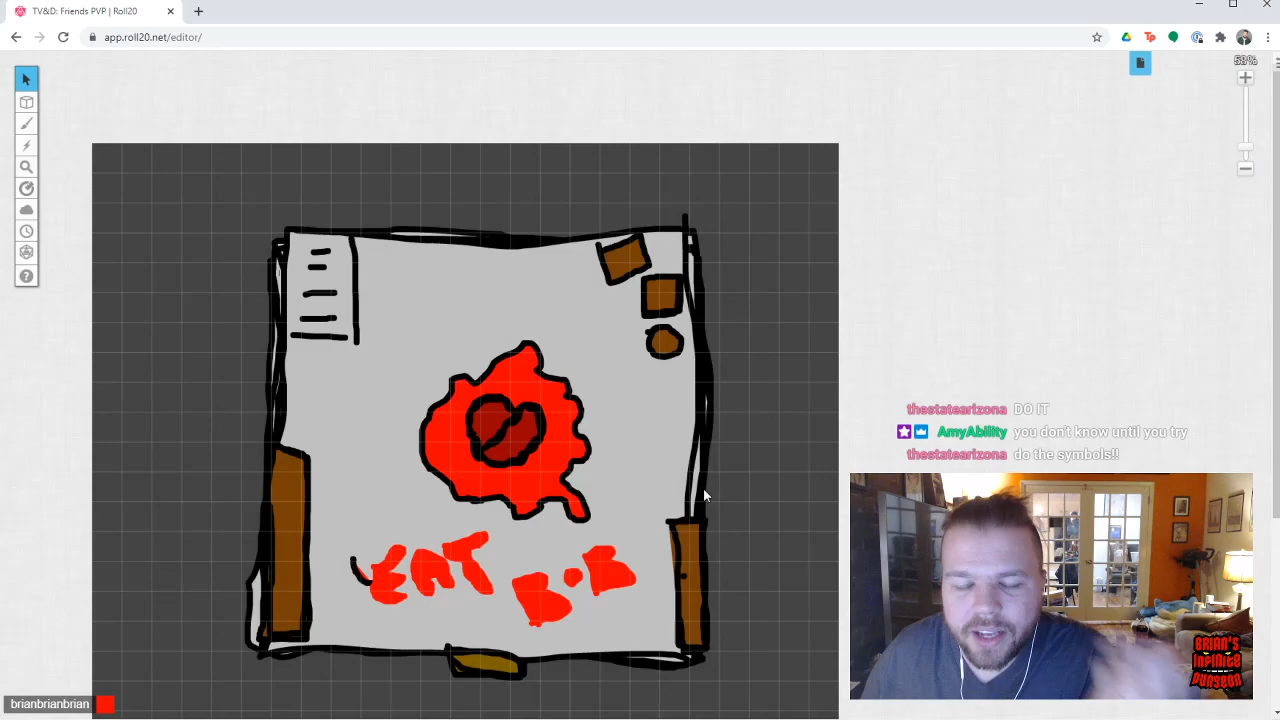 TV&D: Friends PVP | Roll20
app.roll20.net/editor/
58%
thestatearizona DO IT
AmyAbility you don't know until you try
thestatearizona do the symbols!!
EAT B.B
BRIAN'S
INFINITE
DUNGEON
brianbrianbrian